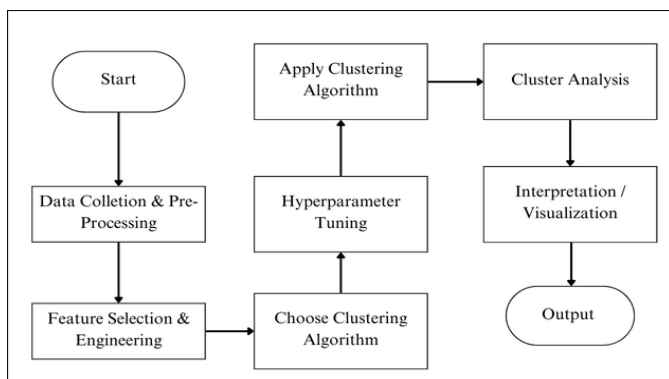 Start
Data Colletion & Pre-
Processing
Feature Selection &
Engineering
Choose Clustering
Algorithm
Hyperparameter
Tuning
Apply Clustering
Algorithm
Cluster Analysis
Interpretation /
Visualization
Output